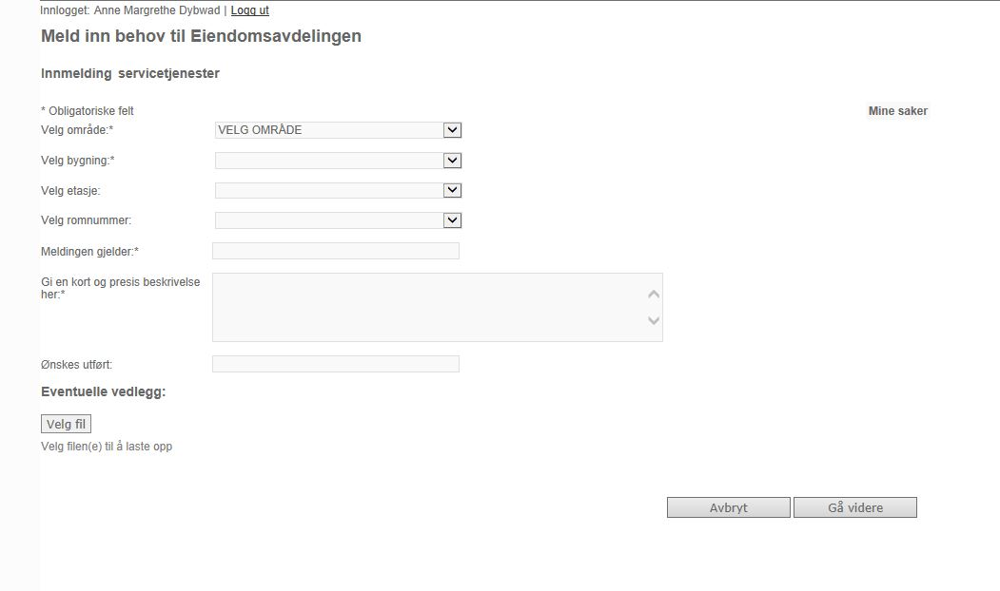 Innlogget: Anne Margrethe Dybwad | Logg ut
Meld inn behov til Eiendomsavdelingen
Innmelding servicetjenester
* Obligatoriske felt
Mine saker
Velg område:*
VELG OMRÅDE
Velg bygning:*
Velg etasje:
Velg romnummer:
Meldingen gjelder:*
Gi en kort og presis beskrivelse
her:*
Ønskes utført:
Eventuelle vedlegg:
Velg fil
Velg filen(e) til å laste opp
Avbryt
Gå videre